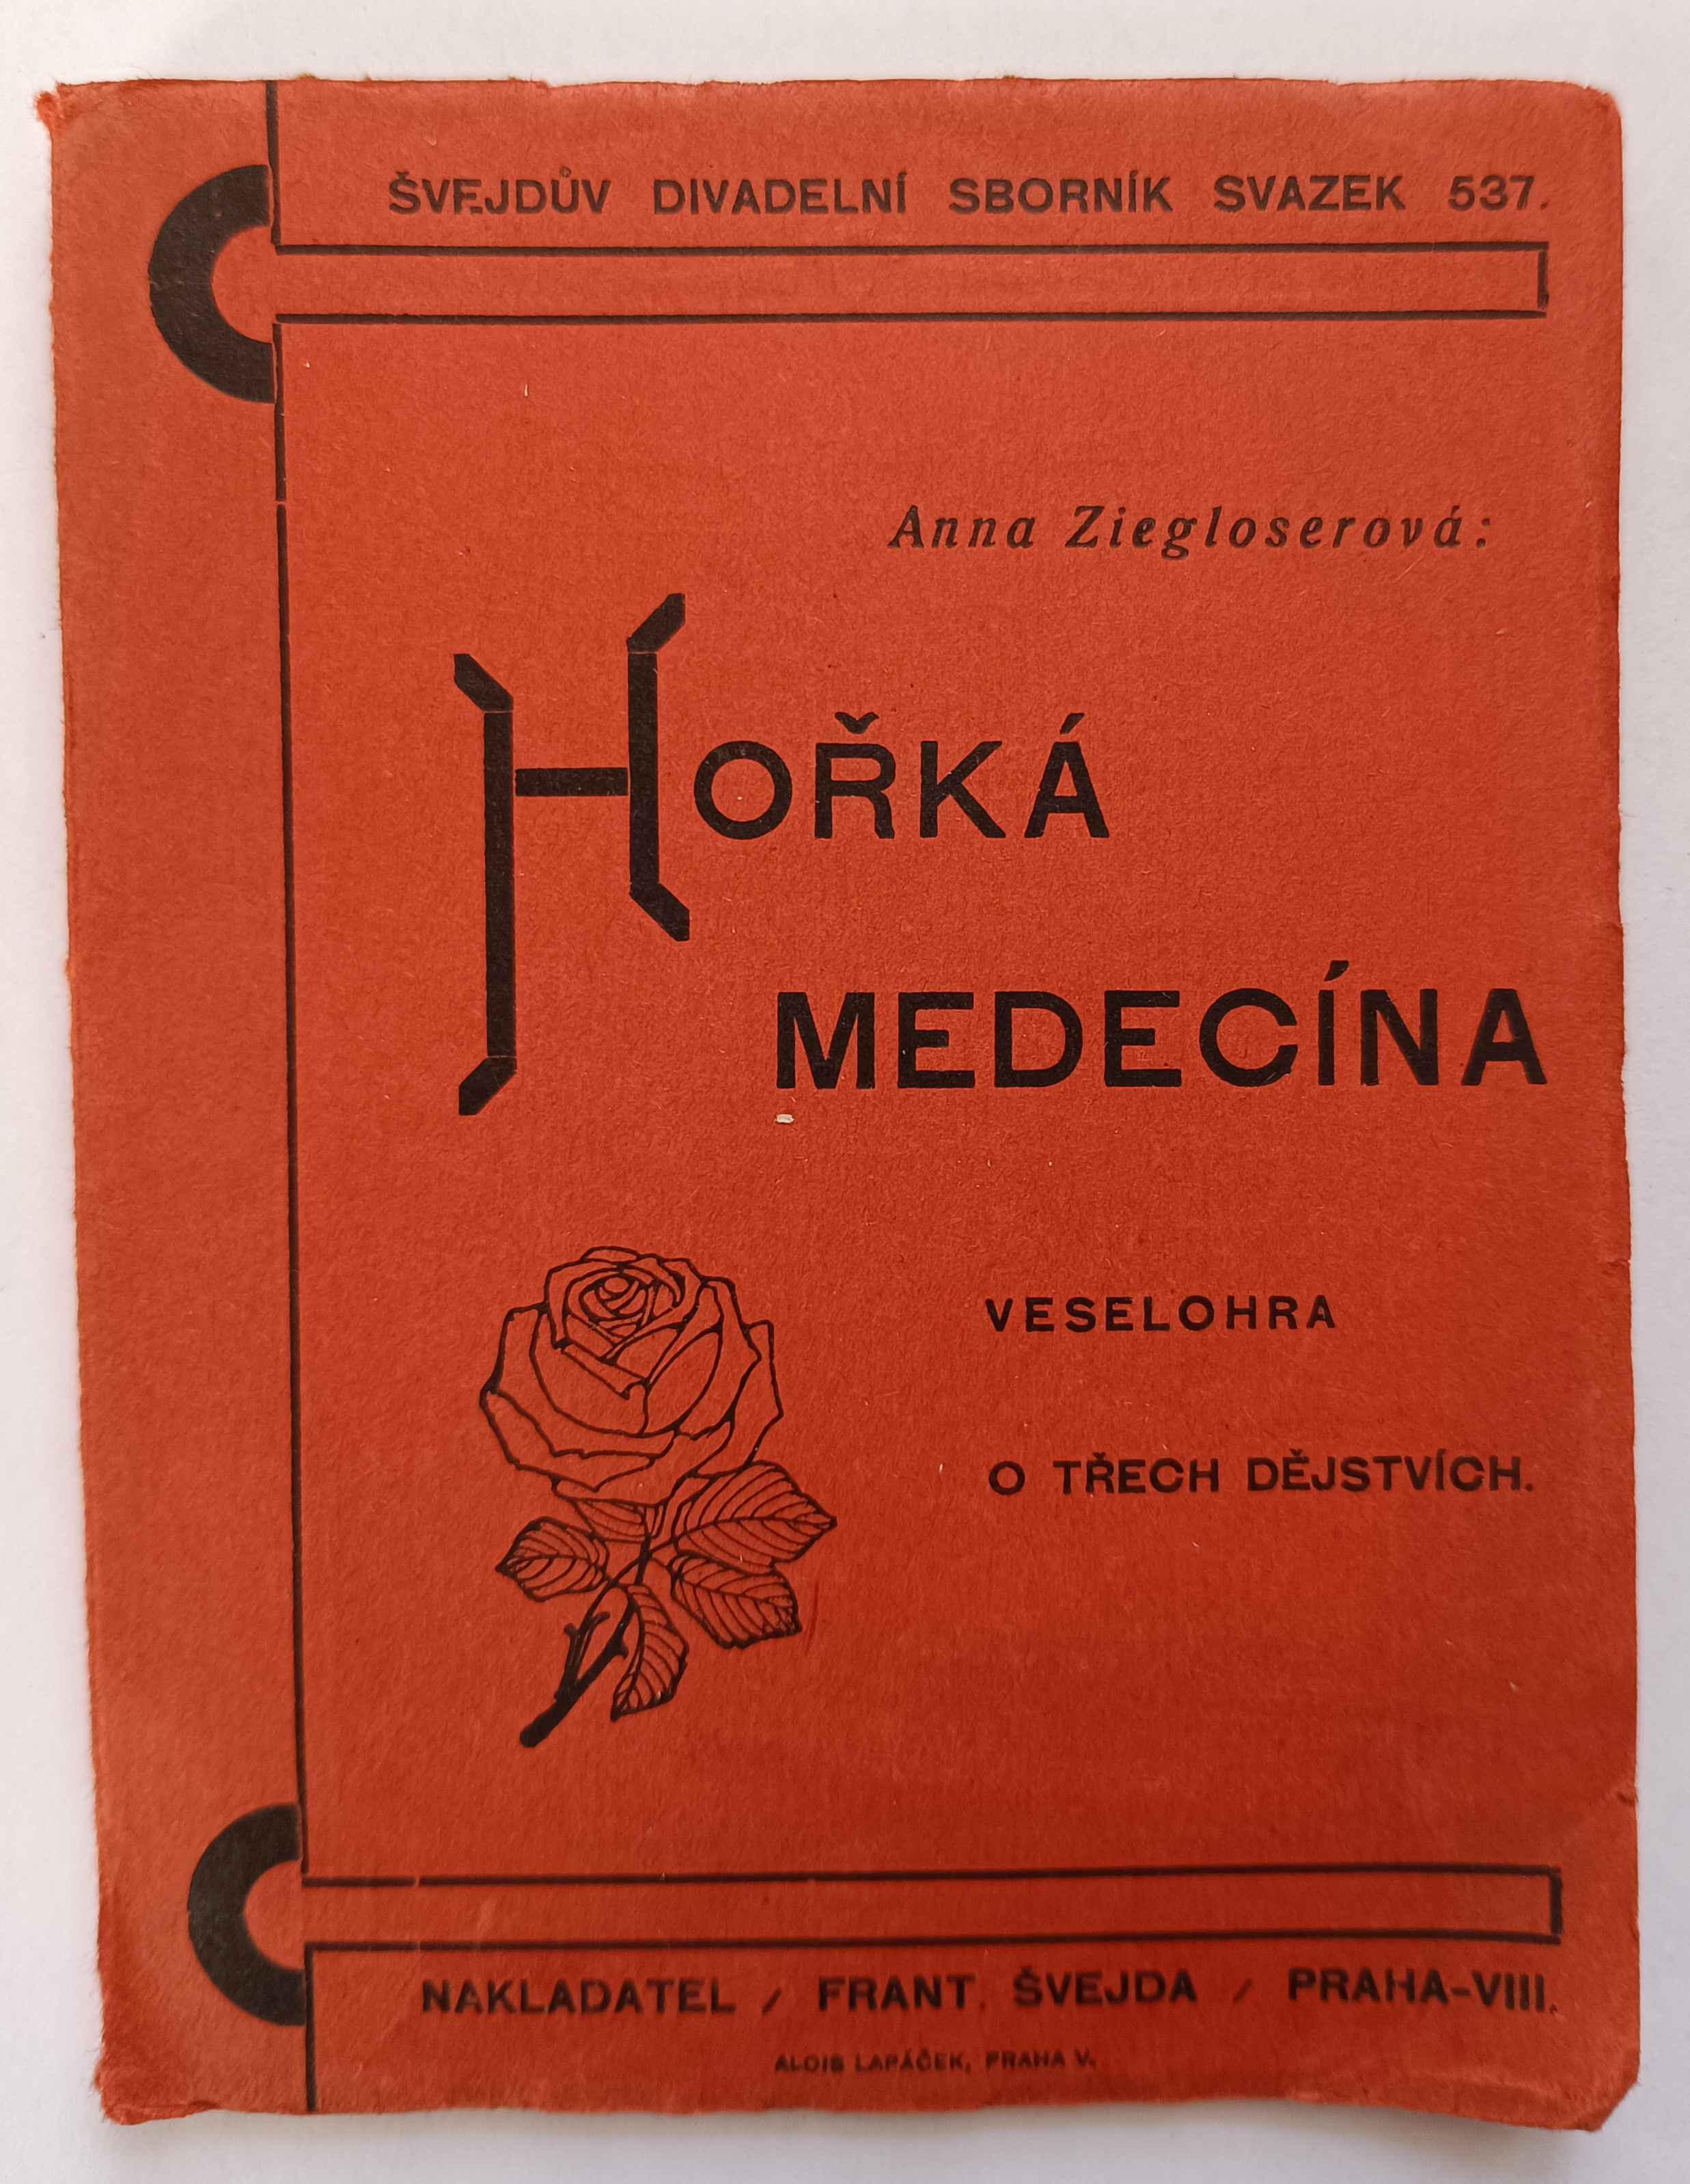 ŠVEJDŮV DIVADELNÍ SBORNÍK SVAZEK 537.
Anna Ziegloserová:
HOŘKÁ
MEDECÍNA
VESELOHRA
O TŘECH DĚJSTVÍCH.
NAKLADATEL / FRANT. ŠVEJDA / PRAHA-VIII.
ALOIS LAPÁČEK, PRAHA V.